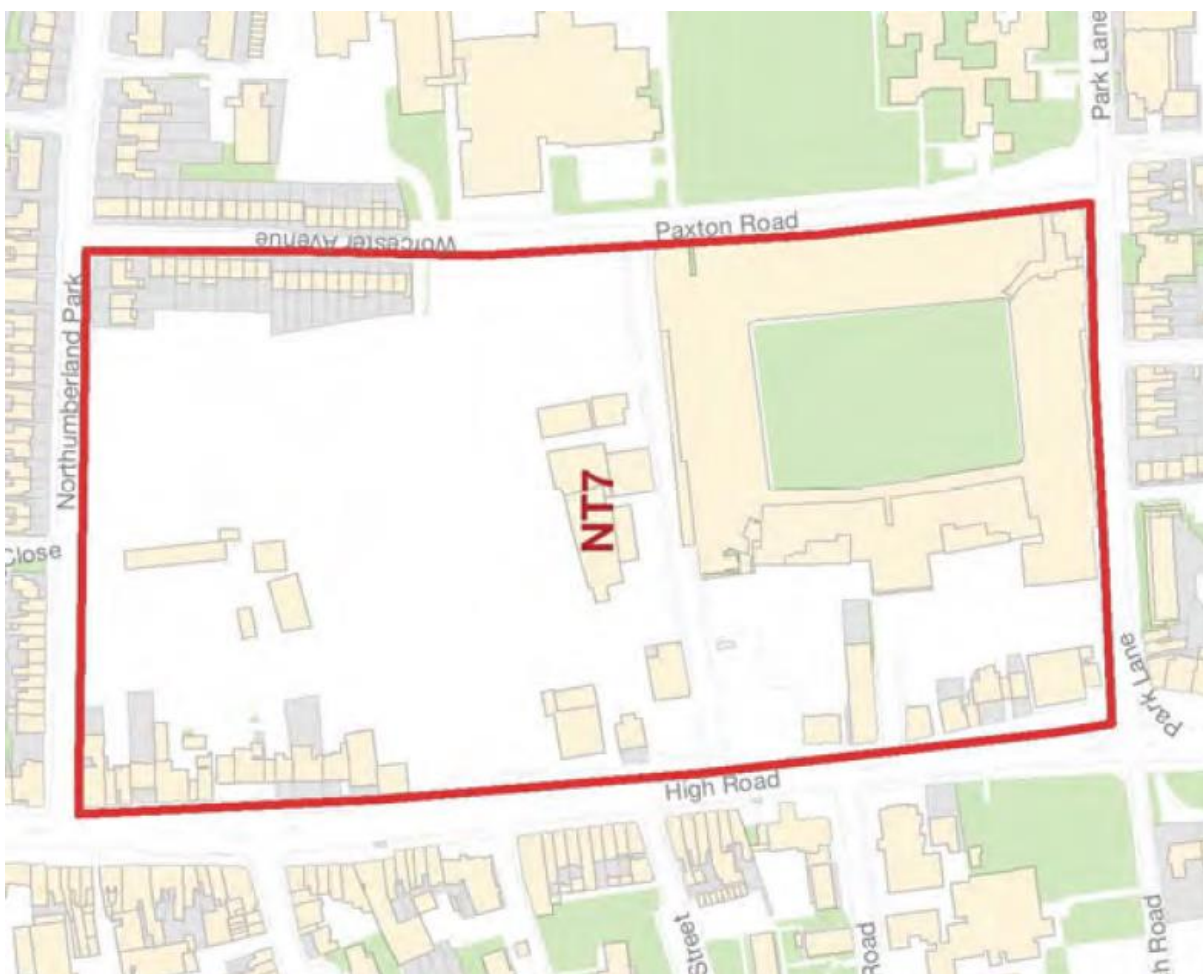 Park Lane
Paxton Road
Worcester Avenue
Northumberland Park
NT7
Close
Park Lane
High Road
Street
Road
n Road